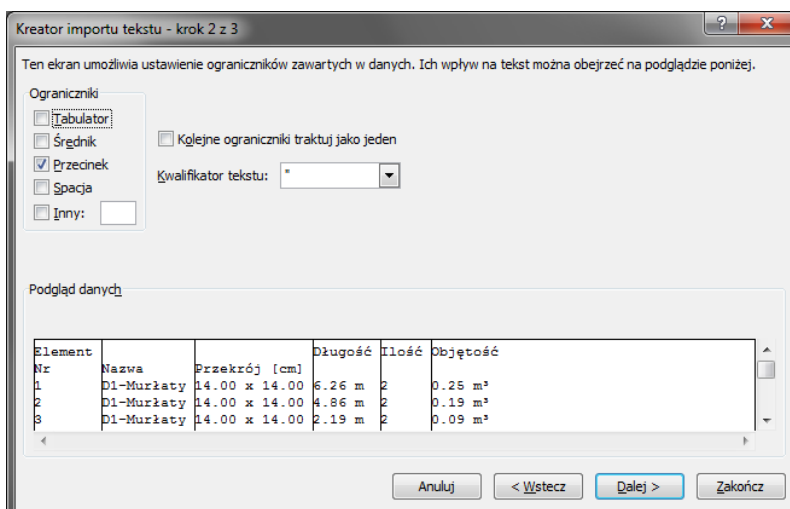 Kreator importu tekstu - krok 2 z 3
Ten ekran umożliwia ustawienie ograniczników zawartych w danych. Ich wpływ na tekst można obejrzeć na podglądzie poniżej.
Ograniczniki
Tabulator
Średnik
Przecinek
Spacja
Inny:
Kolejne ograniczniki traktuj jako jeden
Kwalifikator tekstu: "
Podgląd danych
Element Długość Ilość Objętość
Nr Nazwa Przekrój [cm]
1 D1-Murłaty 14.00 x 14.00 6.26 m 2 0.25 m³
2 D1-Murłaty 14.00 x 14.00 4.86 m 2 0.19 m³
3 D1-Murłaty 14.00 x 14.00 2.19 m 2 0.09 m³
Anuluj < Wstecz Dalej > Zakończ